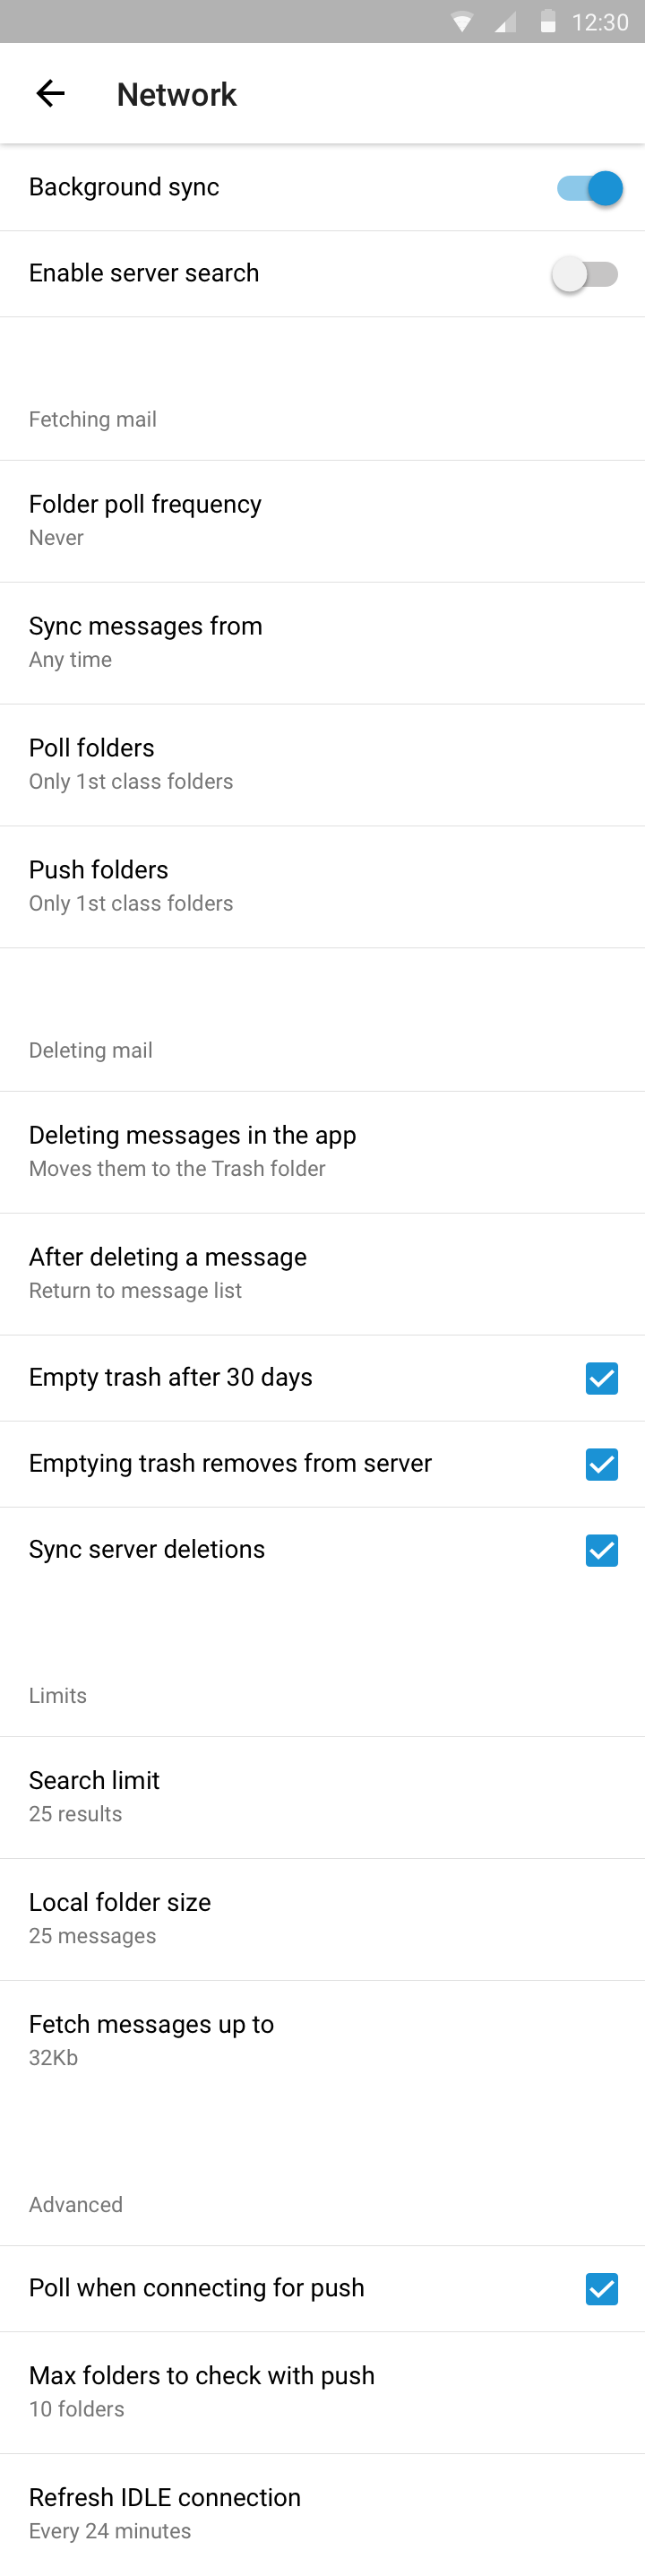 12:30
Network
Background sync
Enable server search
Fetching mail
Folder poll frequency
Never
Sync messages from
Any time
Poll folders
Only 1st class folders
Push folders
Only 1st class folders
Deleting mail
Deleting messages in the app
Moves them to the Trash folder
After deleting a message
Return to message list
Empty trash after 30 days
Emptying trash removes from server
Sync server deletions
Limits
Search limit
25 results
Local folder size
25 messages
Fetch messages up to
32Kb
Advanced
Poll when connecting for push
Max folders to check with push
10 folders
Refresh IDLE connection
Every 24 minutes